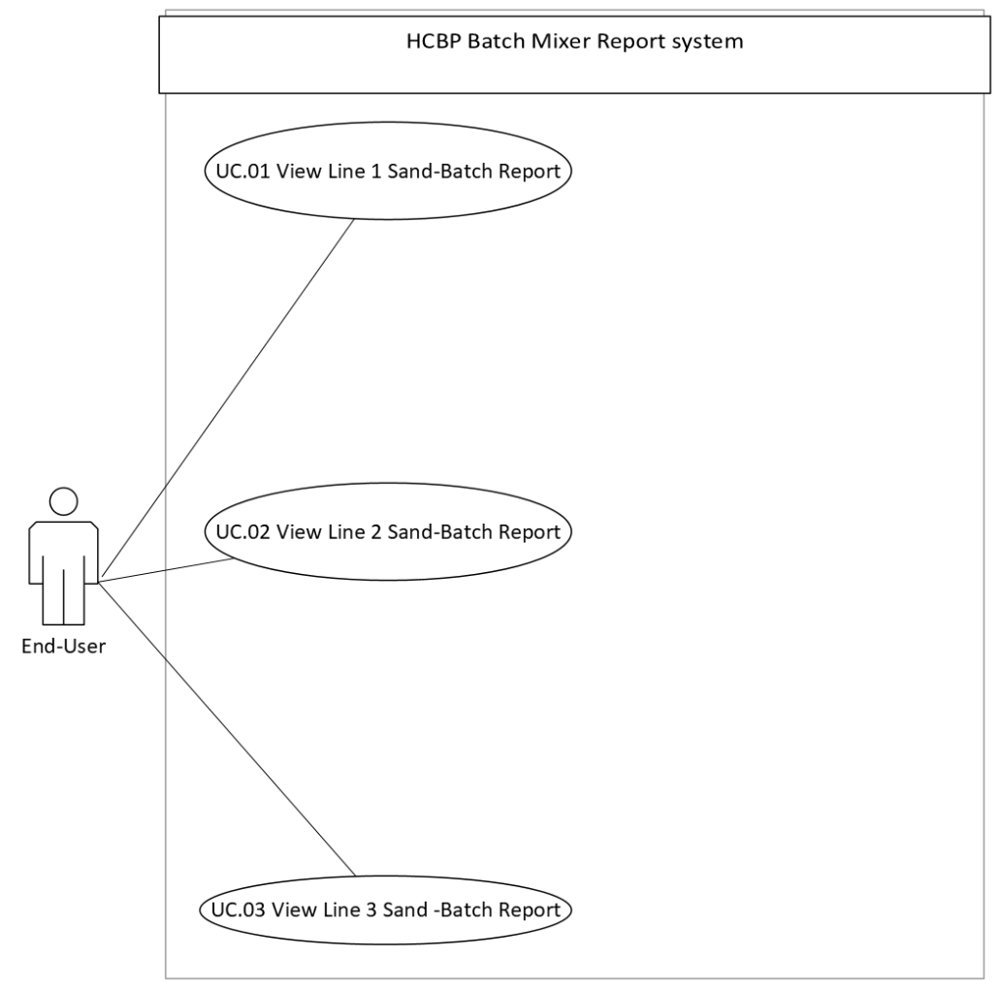 HCBP Batch Mixer Report system
UC.01 View Line 1 Sand-Batch Report
UC.02 View Line 2 Sand-Batch Report
End-User
UC.03 View Line 3 Sand -Batch Report